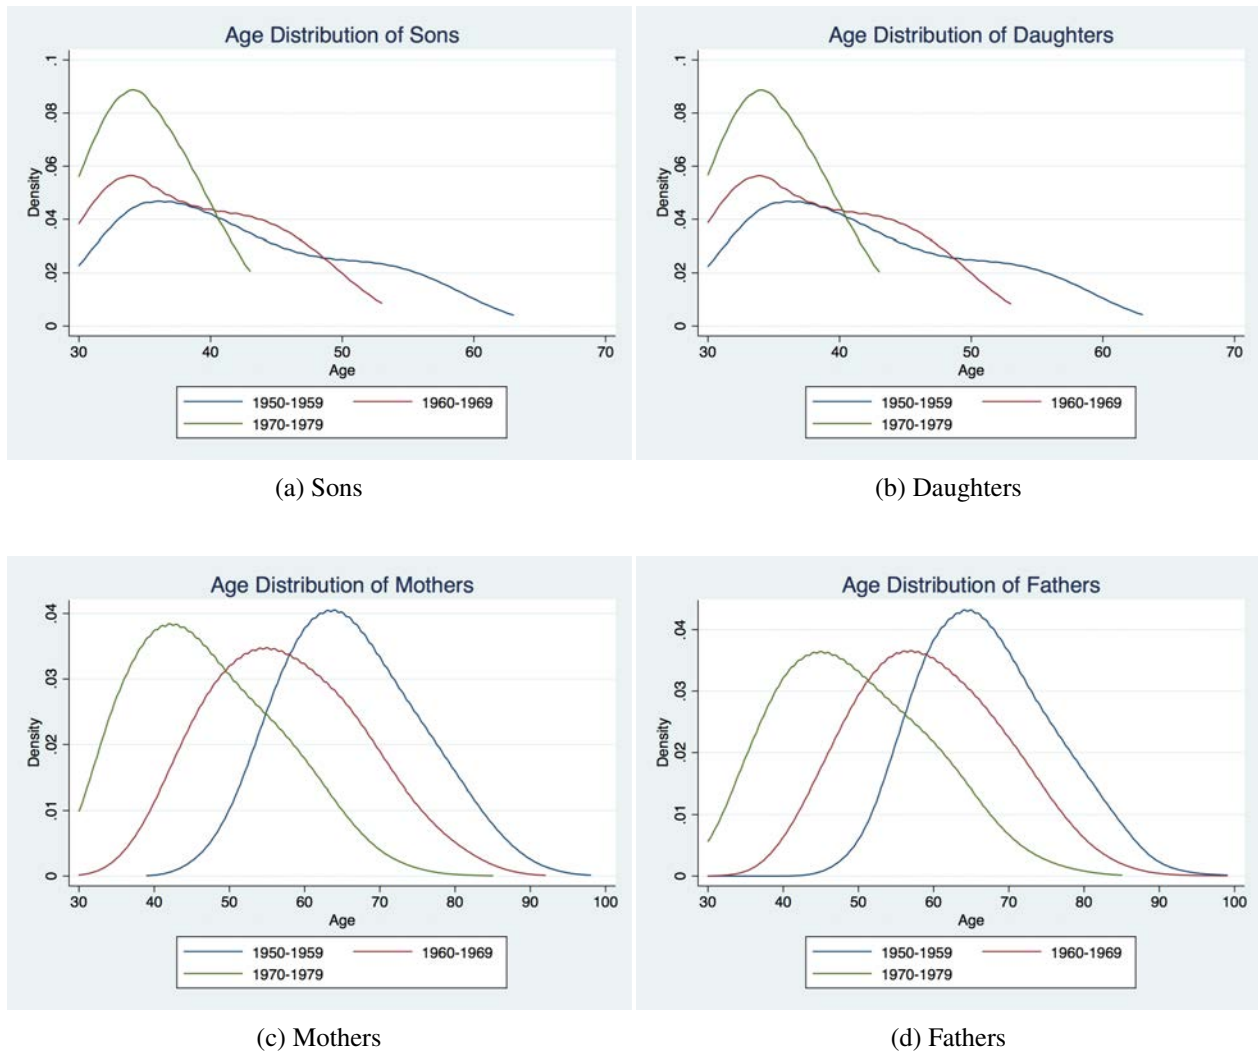 Age Distribution of Sons
.1
.08
.06
.04
.02
0
Density
30 40 50 60 70
Age
1950-1959 1960-1969
1970-1979
(a) Sons
Age Distribution of Daughters
.1
.08
.06
.04
.02
0
Density
30 40 50 60 70
Age
1950-1959 1960-1969
1970-1979
(b) Daughters
Age Distribution of Mothers
.04
.03
.02
.01
0
Density
30 40 50 60 70 80 90 100
Age
1950-1959 1960-1969
1970-1979
(c) Mothers
Age Distribution of Fathers
.04
.03
.02
.01
0
Density
30 40 50 60 70 80 90 100
Age
1950-1959 1960-1969
1970-1979
(d) Fathers